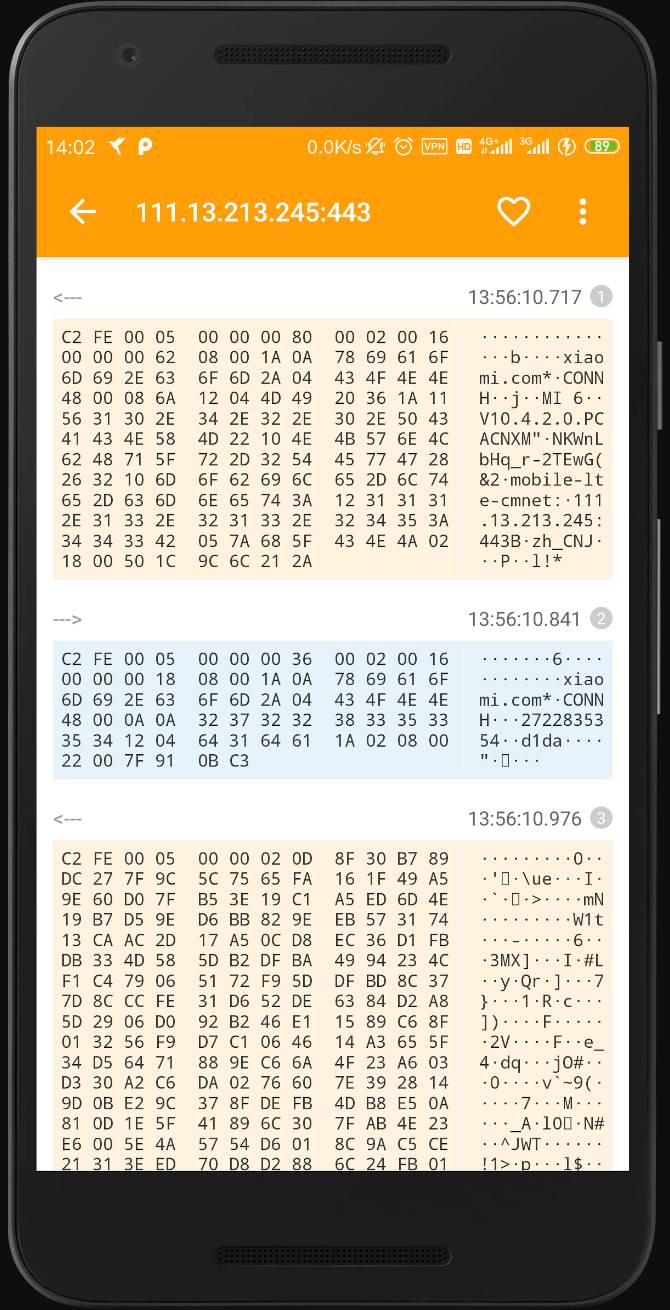 14:02 0.0K/s VPN HD 4G+ 3G 89
111.13.213.245:443
<--- 13:56:10.717 1
C2 FE 00 05 00 00 00 80 00 02 00 16 ············
00 00 00 62 08 00 1A 0A 78 69 61 6F ···b····xiao
6D 69 2E 63 6F 6D 2A 04 43 4F 4E 4E mi.com*·CONN
48 00 08 6A 12 04 4D 49 20 36 1A 11 H··j··MI 6··
56 31 30 2E 34 2E 32 2E 30 2E 50 43 V10.4.2.0.PC
41 43 4E 58 4D 22 10 4E 4B 57 6E 4C ACNXM"·NKWnL
62 48 71 5F 72 2D 32 54 45 77 47 28 bHq_r-2TEwG(
26 32 10 6D 6F 62 69 6C 65 2D 6C 74 &2·mobile-lt
65 2D 63 6D 6E 65 74 3A 12 31 31 31 e-cmnet:·111
2E 31 33 2E 32 31 33 2E 32 34 35 3A .13.213.245:
34 34 33 42 05 7A 68 5F 43 4E 4A 02 443B·zh_CNJ·
18 00 50 1C 9C 6C 21 2A ··P··l!*
---> 13:56:10.841 2
C2 FE 00 05 00 00 00 36 00 02 00 16 ·······6····
00 00 00 18 08 00 1A 0A 78 69 61 6F ········xiao
6D 69 2E 63 6F 6D 2A 04 43 4F 4E 4E mi.com*·CONN
48 00 0A 0A 32 37 32 32 38 33 35 33 H···27228353
35 34 12 04 64 31 64 61 1A 02 08 00 54··d1da····
22 00 7F 91 0B C3 "·▯···
<--- 13:56:10.976 3
C2 FE 00 05 00 00 02 0D 8F 30 B7 89 ·········0··
DC 27 7F 9C 5C 75 65 FA 16 1F 49 A5 ·'▯·\ue···I·
9E 60 D0 7F B5 3E 19 C1 A5 ED 6D 4E ·`·▯·>····mN
19 B7 D5 9E D6 BB 82 9E EB 57 31 74 ·········W1t
13 CA AC 2D 17 A5 0C D8 EC 36 D1 FB ···-·····6··
DB 33 4D 58 5D B2 DF BA 49 94 23 4C ·3MX]···I·#L
F1 C4 79 06 51 72 F9 5D DF BD 8C 37 ··y·Qr·]···7
7D 8C CC FE 31 D6 52 DE 63 84 D2 A8 }···1·R·c···
5D 29 06 D0 92 B2 46 E1 15 89 C6 8F ])····F·····
01 32 56 F9 D7 C1 06 46 14 A3 65 5F ·2V····F··e_
34 D5 64 71 88 9E C6 6A 4F 23 A6 03 4·dq···jO#··
D3 30 A2 C6 DA 02 76 60 7E 39 28 14 ·0····v`~9(·
9D 0B E2 9C 37 8F DE FB 4D B8 E5 0A ····7···M···
81 0D 1E 5F 41 89 6C 30 7F AB 4E 23 ···_A·l0▯·N#
E6 00 5E 4A 57 54 D6 01 8C 9A C5 CE ··^JWT······
21 31 3E ED 70 D8 D2 88 6C 24 FB 01 !1>·p···l$··